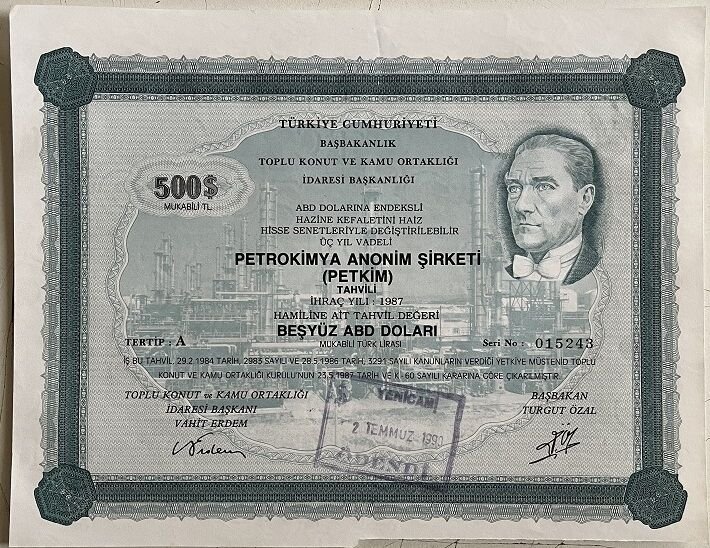 TÜRKİYE CUMHURİYETİ
BAŞBAKANLIK
TOPLU KONUT VE KAMU ORTAKLIĞI
İDARESİ BAŞKANLIĞI
500$
MUKABİLİ TL.
ABD DOLARINA ENDEKSLİ
HAZİNE KEFALETİNİ HAİZ
HİSSE SENETLERİYLE DEĞİŞTİRİLEBİLİR
ÜÇ YIL VADELİ
PETROKİMYA ANONİM ŞİRKETİ
(PETKİM)
TAHVİLİ
İHRAÇ YILI : 1987
HAMİLİNE AİT TAHVİL DEĞERİ
BEŞYÜZ ABD DOLARI
MUKABİLİ TÜRK LİRASI
TERTİP : A
Seri No : 015243
İŞ BU TAHVİL, 29.2.1984 TARİH, 2983 SAYILI VE 28.5.1986 TARİH, 3291 SAYILI KANUNLARIN VERDİĞİ YETKİYE MÜSTENİD TOPLU
KONUT VE KAMU ORTAKLIĞI KURULU'NUN 23.5.1987 TARİH VE K-60 SAYILI KARARINA GÖRE ÇIKARILMIŞTIR.
TOPLU KONUT ve KAMU ORTAKLIĞI
İDARESİ BAŞKANI
VAHİT ERDEM
BAŞBAKAN
TURGUT ÖZAL
YENİCAMİ
2 TEMMUZ 1990
ÖDENDİ